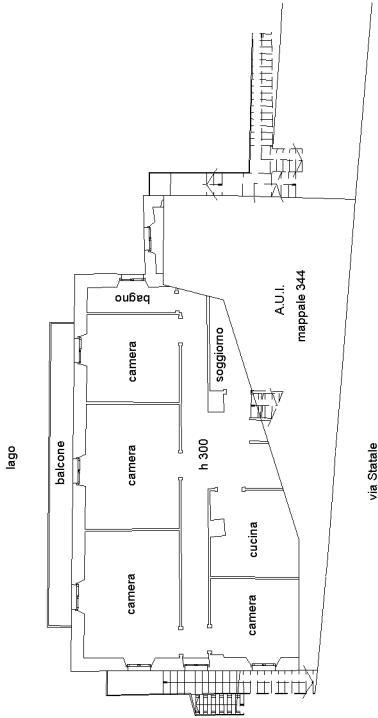 lago
balcone
bagno
camera
camera
camera
soggiorno
h 300
cucina
camera
A.U.I.
mappale 344
via Statale